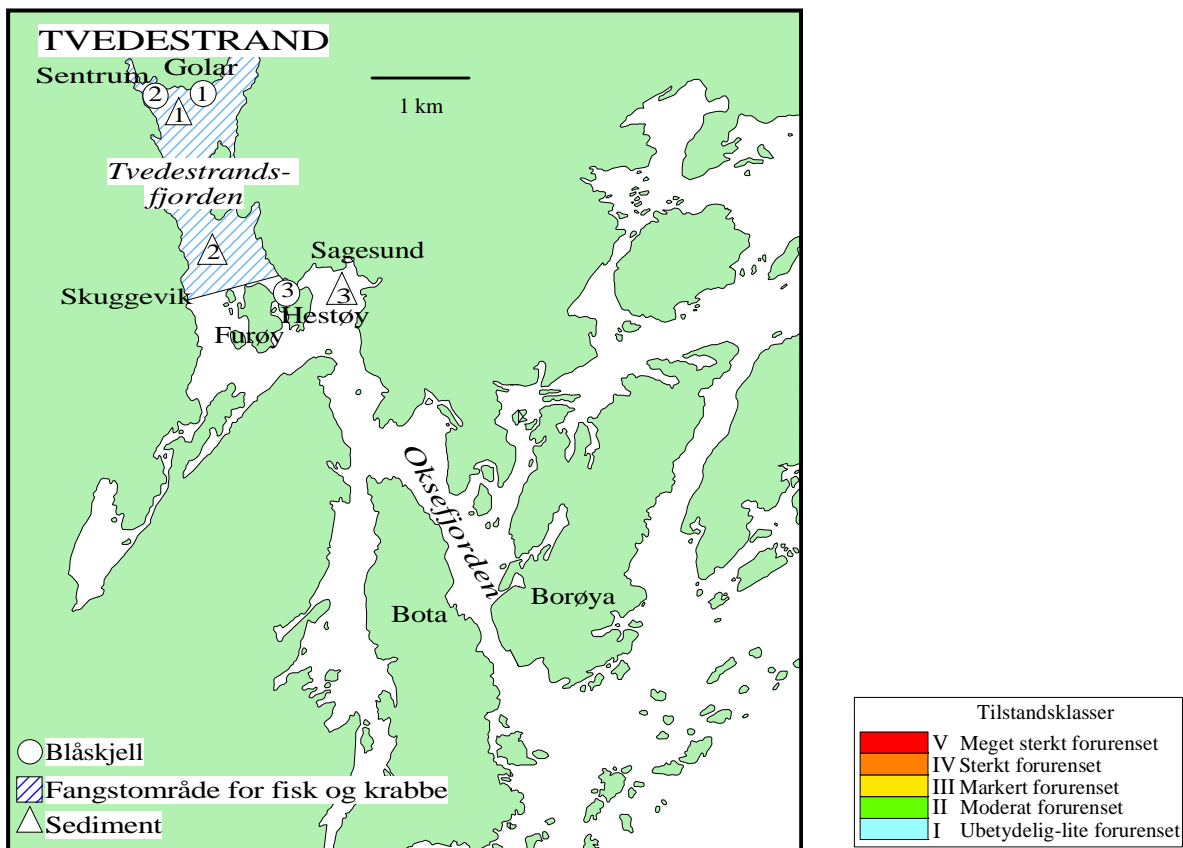 TVEDESTRAND
Sentrum
Golar
2
1
1
1 km
Tvedestrands-
fjorden
2
Sagesund
Skuggevik
3
3
Hestøy
Furøy
Oksefjorden
Borøya
Bota
Blåskjell
Fangstområde for fisk og krabbe
Sediment
Tilstandsklasser
V Meget sterkt forurenset
IV Sterkt forurenset
III Markert forurenset
II Moderat forurenset
I Ubetydelig-lite forurenset